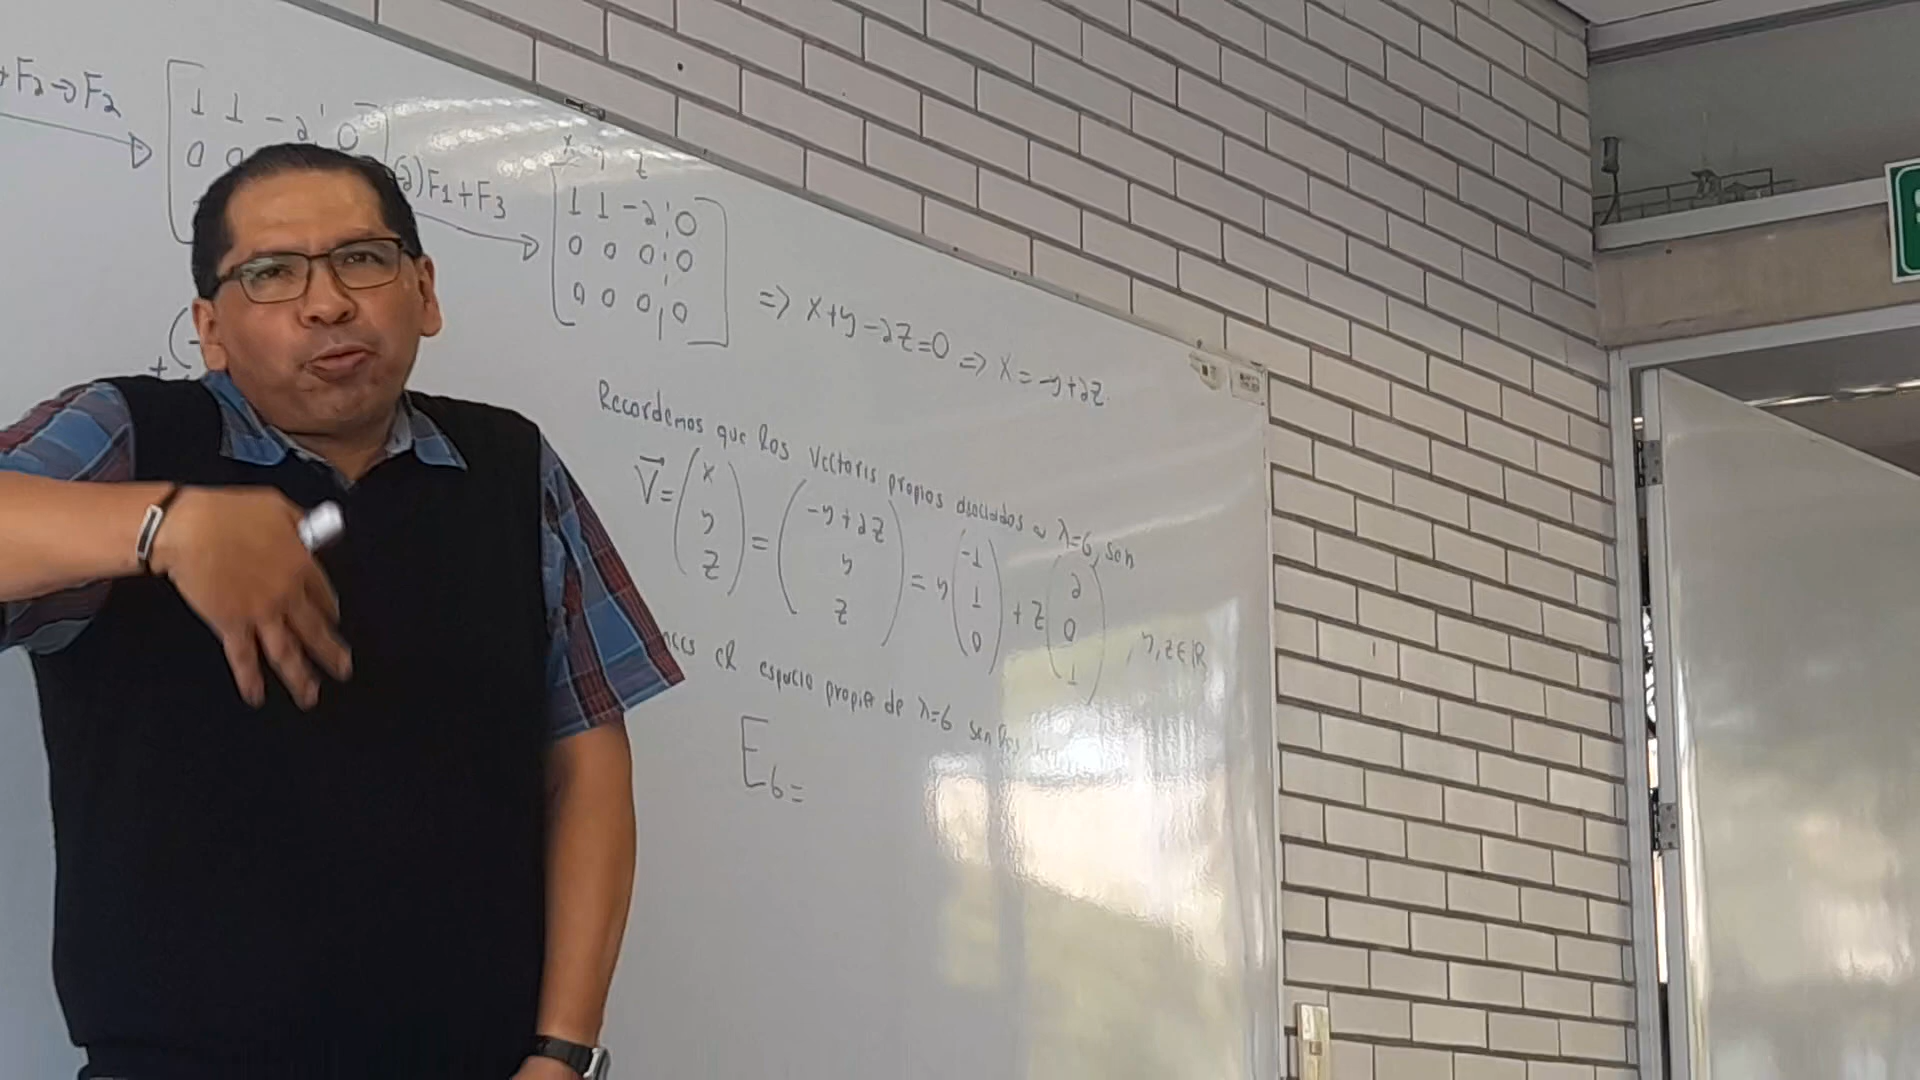 +F₂→F₂
1 1 -2 ¦ 0
0 0
(-2)F₁+F₃
x y z
1 1 -2 ¦ 0
0 0 0 ¦ 0
0 0 0 ¦ 0
=> x+y-2z=0 => x=-y+2z.
Recordemos que los vectores propios asociados a λ=6, son
V⃗ = (x y z) = (-y+2z y z) = y(-1 1 0) + z(2 0 1), y,z∈ℝ
el espacio propio de λ=6 son los
E₆=